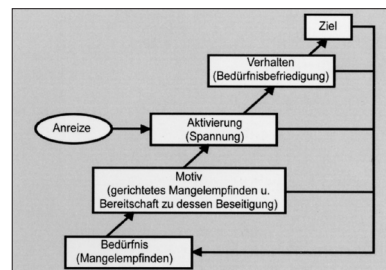 Ziel
Verhalten
(Bedürfnisbefriedigung)
Anreize
Aktivierung
(Spannung)
Motiv
(gerichtetes Mangelempfinden u.
Bereitschaft zu dessen Beseitigung)
Bedürfnis
(Mangelempfinden)